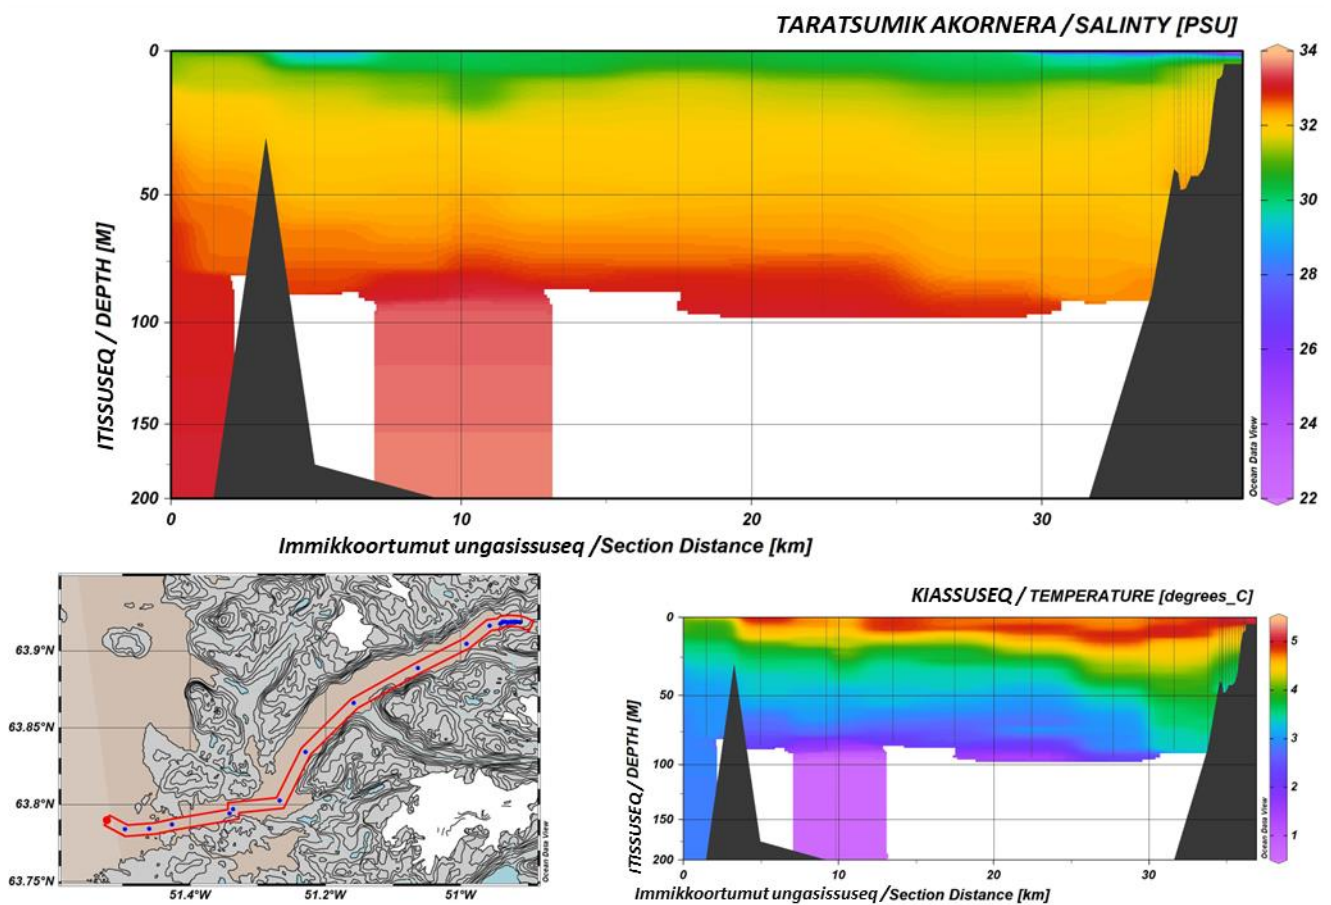 TARATSUMIK AKORNERA / SALINTY [PSU]
0
50
100
150
200
ITISSUSEQ / DEPTH [M]
0
10
20
30
Immikkoortumut ungasissuseq /Section Distance [km]
34
32
30
28
26
24
22
Ocean Data View
63.9°N
63.85°N
63.8°N
63.75°N
51.4°W
51.2°W
51°W
Ocean Data View
KIASSUSEQ / TEMPERATURE [degrees_C]
0
50
100
150
200
ITISSUSEQ / DEPTH [M]
0
10
20
30
Immikkoortumut ungasissuseq /Section Distance [km]
5
4
3
2
1
Ocean Data View